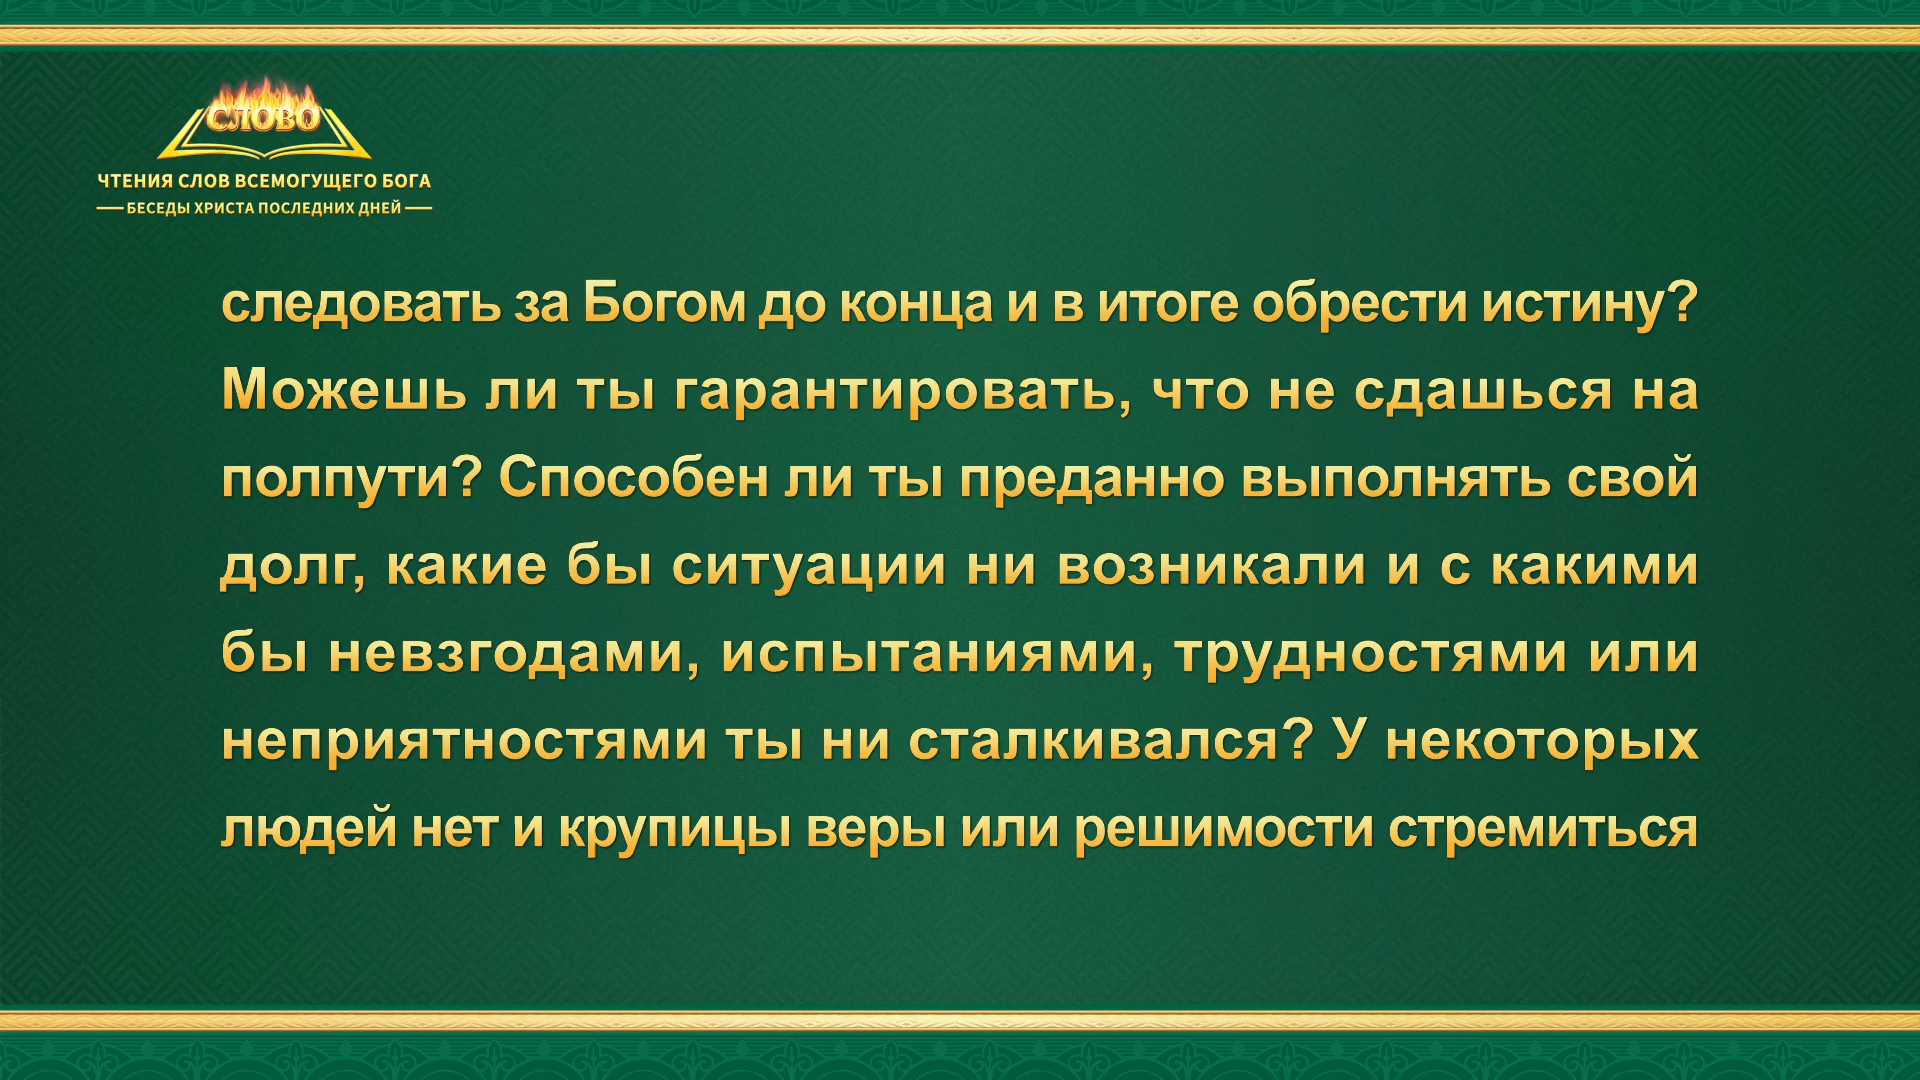 СЛОВО
ЧТЕНИЯ СЛОВ ВСЕМОГУЩЕГО БОГА
БЕСЕДЫ ХРИСТА ПОСЛЕДНИХ ДНЕЙ
следовать за Богом до конца и в итоге обрести истину?
Можешь ли ты гарантировать, что не сдашься на
полпути? Способен ли ты преданно выполнять свой
долг, какие бы ситуации ни возникали и с какими
бы невзгодами, испытаниями, трудностями или
неприятностями ты ни сталкивался? У некоторых
людей нет и крупицы веры или решимости стремиться